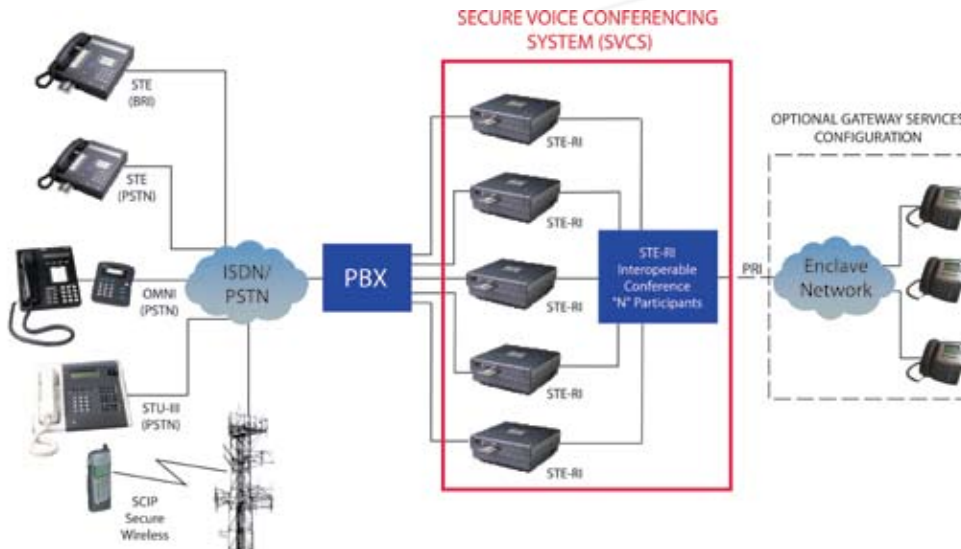 SECURE VOICE CONFERENCING
SYSTEM (SVCS)
STE
(BRI)
STE
(PSTN)
OMNI
(PSTN)
STU-III
(PSTN)
SCIP
Secure
Wireless
ISDN/
PSTN
PBX
STE-RI
STE-RI
STE-RI
STE-RI
STE-RI
STE-RI
Interoperable
Conference
"N" Participants
PRI
OPTIONAL GATEWAY SERVICES
CONFIGURATION
Enclave
Network